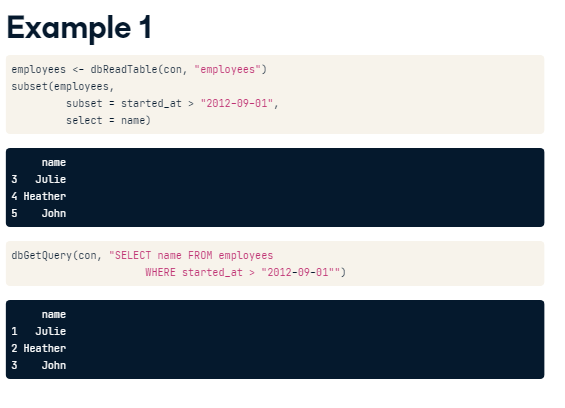 Example 1
employees <- dbReadTable(con, "employees")
subset(employees,
         subset = started_at > "2012-09-01",
         select = name)
     name
3   Julie
4 Heather
5    John
dbGetQuery(con, "SELECT name FROM employees
                      WHERE started_at > "2012-09-01"")
     name
1   Julie
2 Heather
3    John